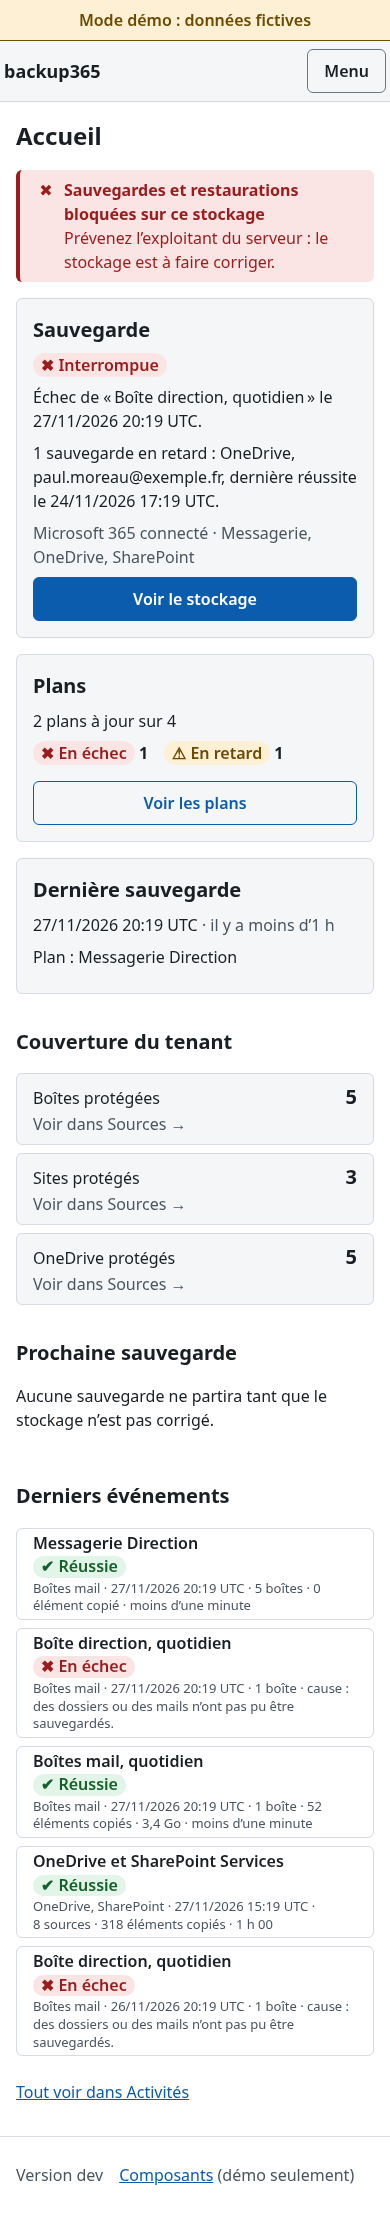 Mode démo : données fictives
backup365
Menu
Accueil
✖ Sauvegardes et restaurations
bloquées sur ce stockage
Prévenez l’exploitant du serveur : le
stockage est à faire corriger.
Sauvegarde
✖ Interrompue
Échec de « Boîte direction, quotidien » le
27/11/2026 20:19 UTC.
1 sauvegarde en retard : OneDrive,
paul.moreau@exemple.fr, dernière réussite
le 24/11/2026 17:19 UTC.
Microsoft 365 connecté · Messagerie,
OneDrive, SharePoint
Voir le stockage
Plans
2 plans à jour sur 4
✖ En échec 1 ⚠ En retard 1
Voir les plans
Dernière sauvegarde
27/11/2026 20:19 UTC · il y a moins d’1 h
Plan : Messagerie Direction
Couverture du tenant
Boîtes protégées 5
Voir dans Sources →
Sites protégés 3
Voir dans Sources →
OneDrive protégés 5
Voir dans Sources →
Prochaine sauvegarde
Aucune sauvegarde ne partira tant que le
stockage n’est pas corrigé.
Derniers événements
Messagerie Direction
✔ Réussie
Boîtes mail · 27/11/2026 20:19 UTC · 5 boîtes · 0
élément copié · moins d’une minute
Boîte direction, quotidien
✖ En échec
Boîtes mail · 27/11/2026 20:19 UTC · 1 boîte · cause :
des dossiers ou des mails n’ont pas pu être
sauvegardés.
Boîtes mail, quotidien
✔ Réussie
Boîtes mail · 27/11/2026 20:19 UTC · 1 boîte · 52
éléments copiés · 3,4 Go · moins d’une minute
OneDrive et SharePoint Services
✔ Réussie
OneDrive, SharePoint · 27/11/2026 15:19 UTC ·
8 sources · 318 éléments copiés · 1 h 00
Boîte direction, quotidien
✖ En échec
Boîtes mail · 26/11/2026 20:19 UTC · 1 boîte · cause :
des dossiers ou des mails n’ont pas pu être
sauvegardés.
Tout voir dans Activités
Version dev Composants (démo seulement)